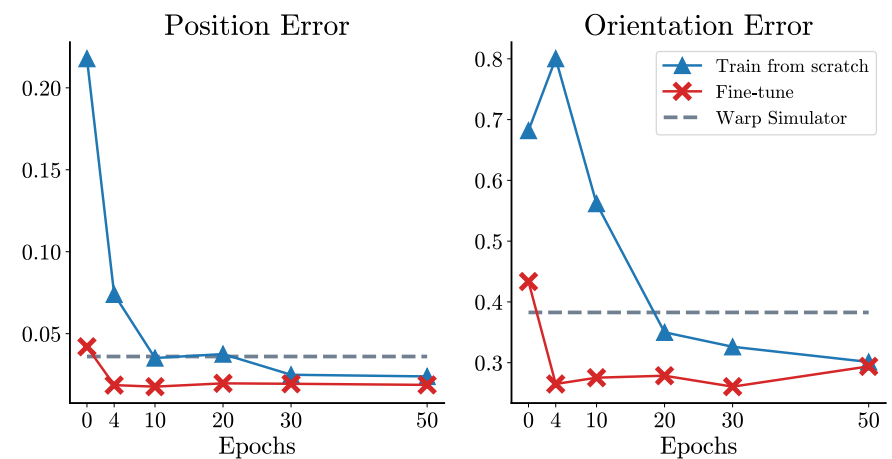 Position Error
0.20
0.15
0.10
0.05
0 4 10 20 30 50
Epochs
Orientation Error
0.8
0.7
0.6
0.5
0.4
0.3
Train from scratch
Fine-tune
Warp Simulator
0 4 10 20 30 50
Epochs